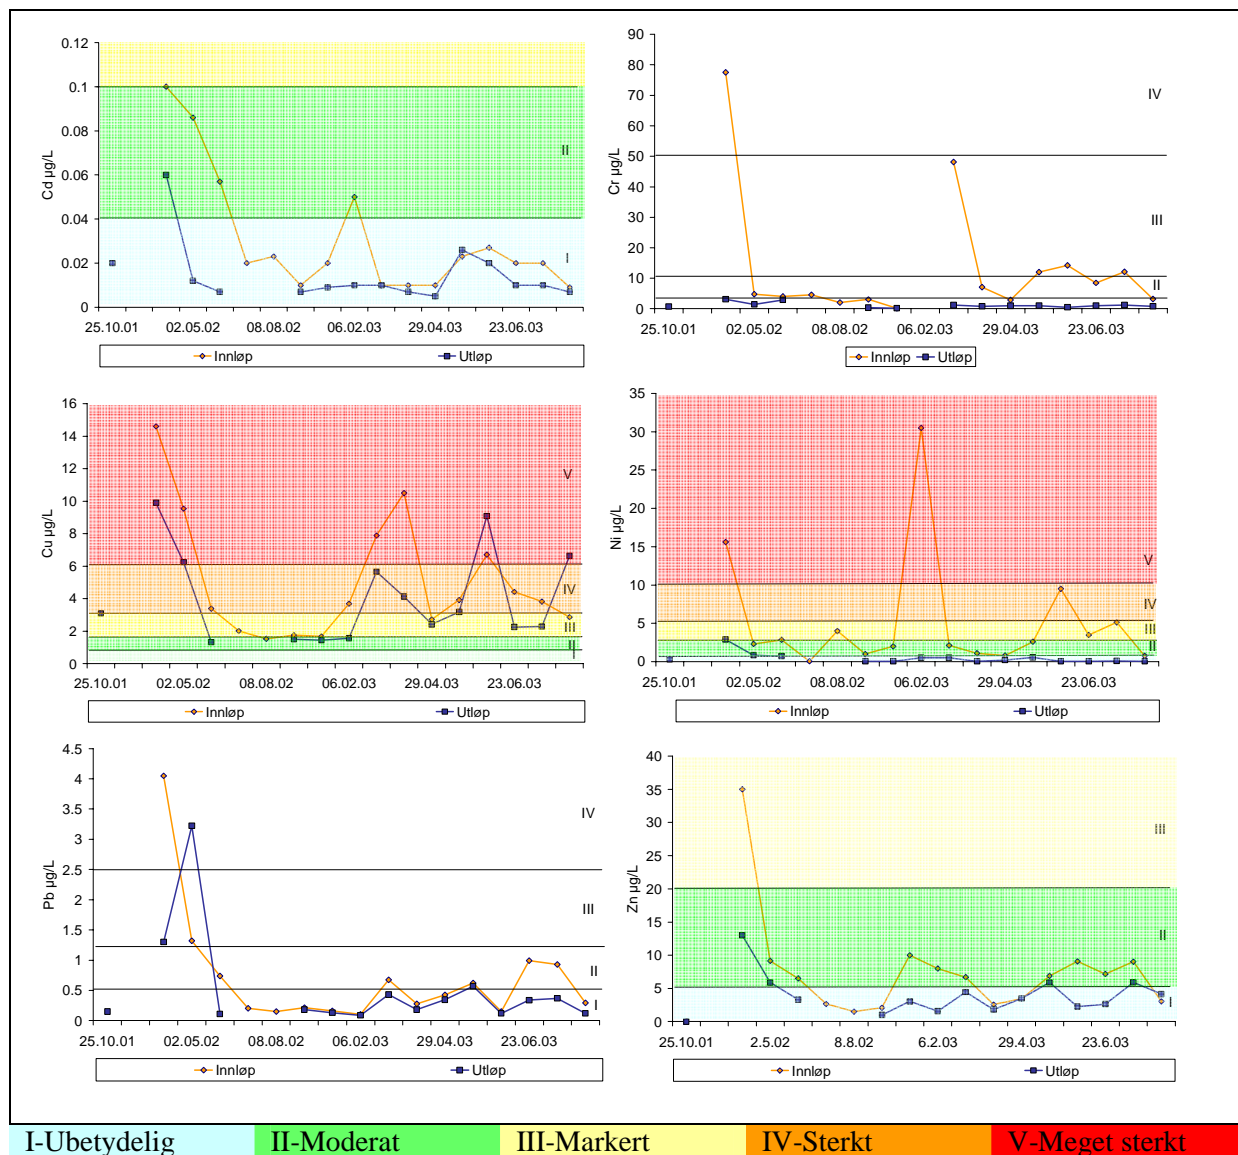 Cd µg/L
0.12
0.1
0.08
0.06
0.04
0.02
0
II
I
25.10.01 02.05.02 08.08.02 06.02.03 29.04.03 23.06.03
Innløp Utløp
Cr µg/L
90
80
70
60
50
40
30
20
10
0
IV
III
II
25.10.01 02.05.02 08.08.02 06.02.03 29.04.03 23.06.03
Innløp Utløp
Cu µg/L
16
14
12
10
8
6
4
2
0
V
IV
III
II
I
25.10.01 02.05.02 08.08.02 06.02.03 29.04.03 23.06.03
Innløp Utløp
Ni µg/L
35
30
25
20
15
10
5
0
V
IV
III
II
25.10.01 02.05.02 08.08.02 06.02.03 29.04.03 23.06.03
Innløp Utløp
Pb µg/L
4.5
4
3.5
3
2.5
2
1.5
1
0.5
0
IV
III
II
I
25.10.01 02.05.02 08.08.02 06.02.03 29.04.03 23.06.03
Innløp Utløp
Zn µg/L
40
35
30
25
20
15
10
5
0
III
II
I
25.10.01 2.5.02 8.8.02 6.2.03 29.4.03 23.6.03
Innløp Utløp
I-Ubetydelig II-Moderat III-Markert IV-Sterkt V-Meget sterkt